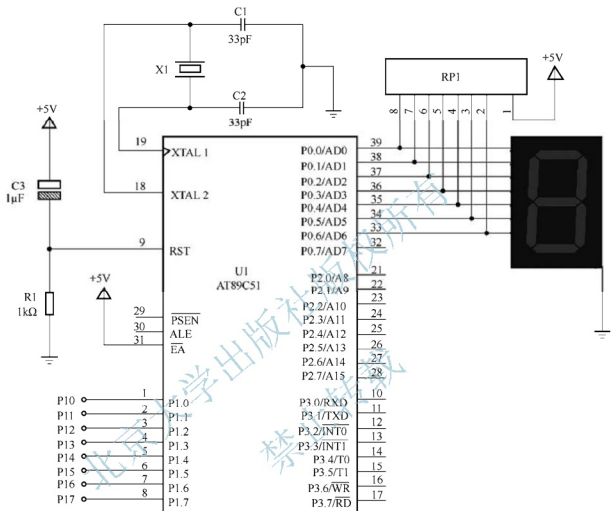 C1
33pF
X1
C2
33pF
+5V
C3
1μF
R1
1kΩ
+5V
RP1
+5V
8 7 6 5 4 3 2 1
U1
AT89C51
19 XTAL 1
18 XTAL 2
9 RST
29 PSEN
30 ALE
31 EA
P10 1 P1.0
P11 2 P1.1
P12 3 P1.2
P13 4 P1.3
P14 5 P1.4
P15 6 P1.5
P16 7 P1.6
P17 8 P1.7
P0.0/AD0 39
P0.1/AD1 38
P0.2/AD2 37
P0.3/AD3 36
P0.4/AD4 35
P0.5/AD5 34
P0.6/AD6 33
P0.7/AD7 32
P2.0/A8 21
P2.1/A9 22
P2.2/A10 23
P2.3/A11 24
P2.4/A12 25
P2.5/A13 26
P2.6/A14 27
P2.7/A15 28
P3.0/RXD 10
P3.1/TXD 11
P3.2/INT0 12
P3.3/INT1 13
P3.4/T0 14
P3.5/T1 15
P3.6/WR 16
P3.7/RD 17
北京大学出版社版权所有
禁止转载